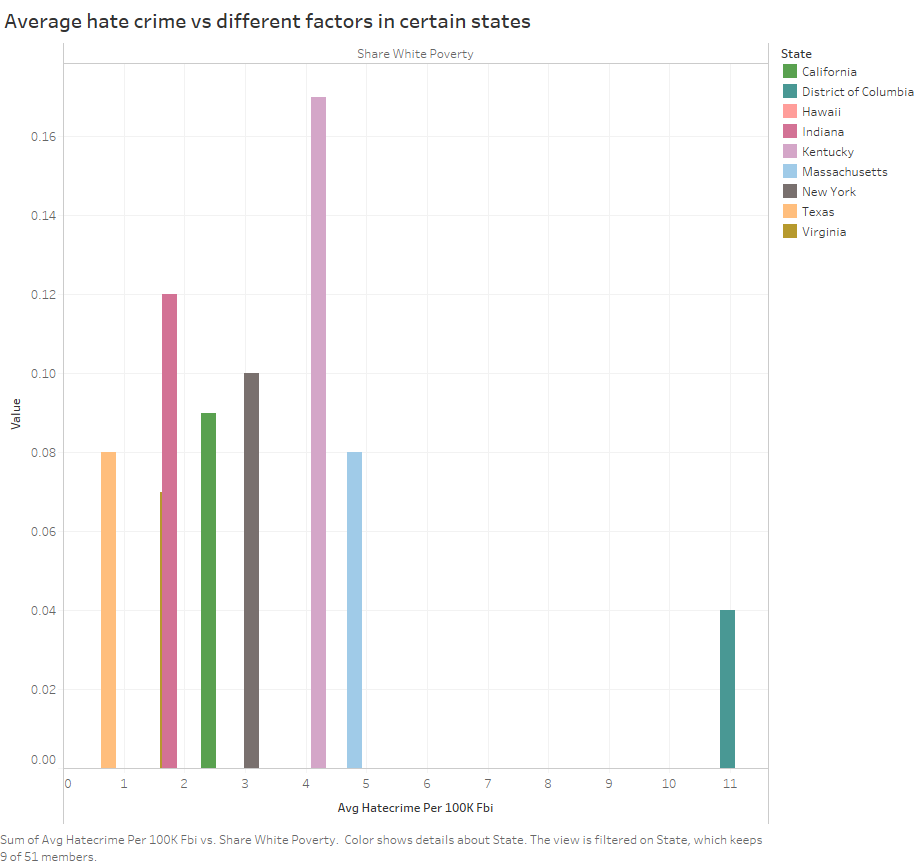 Average hate crime vs different factors in certain states
Share White Poverty
State
California
District of Columbia
Hawaii
Indiana
Kentucky
Massachusetts
New York
Texas
Virginia
0.16
0.14
0.12
0.10
0.08
0.06
0.04
0.02
0.00
Value
0 1 2 3 4 5 6 7 8 9 10 11
Avg Hatecrime Per 100K Fbi
Sum of Avg Hatecrime Per 100K Fbi vs. Share White Poverty.  Color shows details about State. The view is filtered on State, which keeps
9 of 51 members.